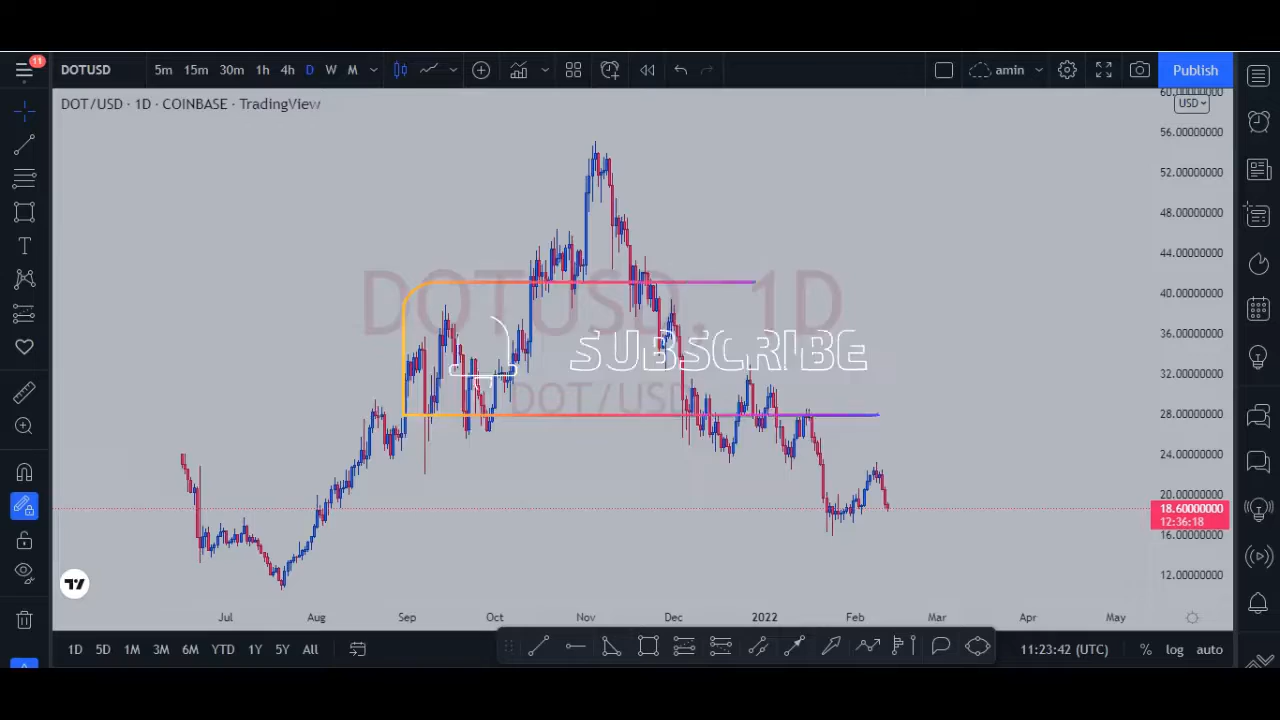 11
DOTUSD 5m 15m 30m 1h 4h D W M amin Publish
DOT/USD · 1D · COINBASE · TradingView
60.00000000
USD
56.00000000
52.00000000
48.00000000
44.00000000
40.00000000
36.00000000
32.00000000
28.00000000
24.00000000
20.00000000
18.60000000
12:36:18
16.00000000
12.00000000
DOTUSD, 1D
SUBSCRIBE
DOT/USD
Jul Aug Sep Oct Nov Dec 2022 Feb Mar Apr May
1D 5D 1M 3M 6M YTD 1Y 5Y All 11:23:42 (UTC) % log auto